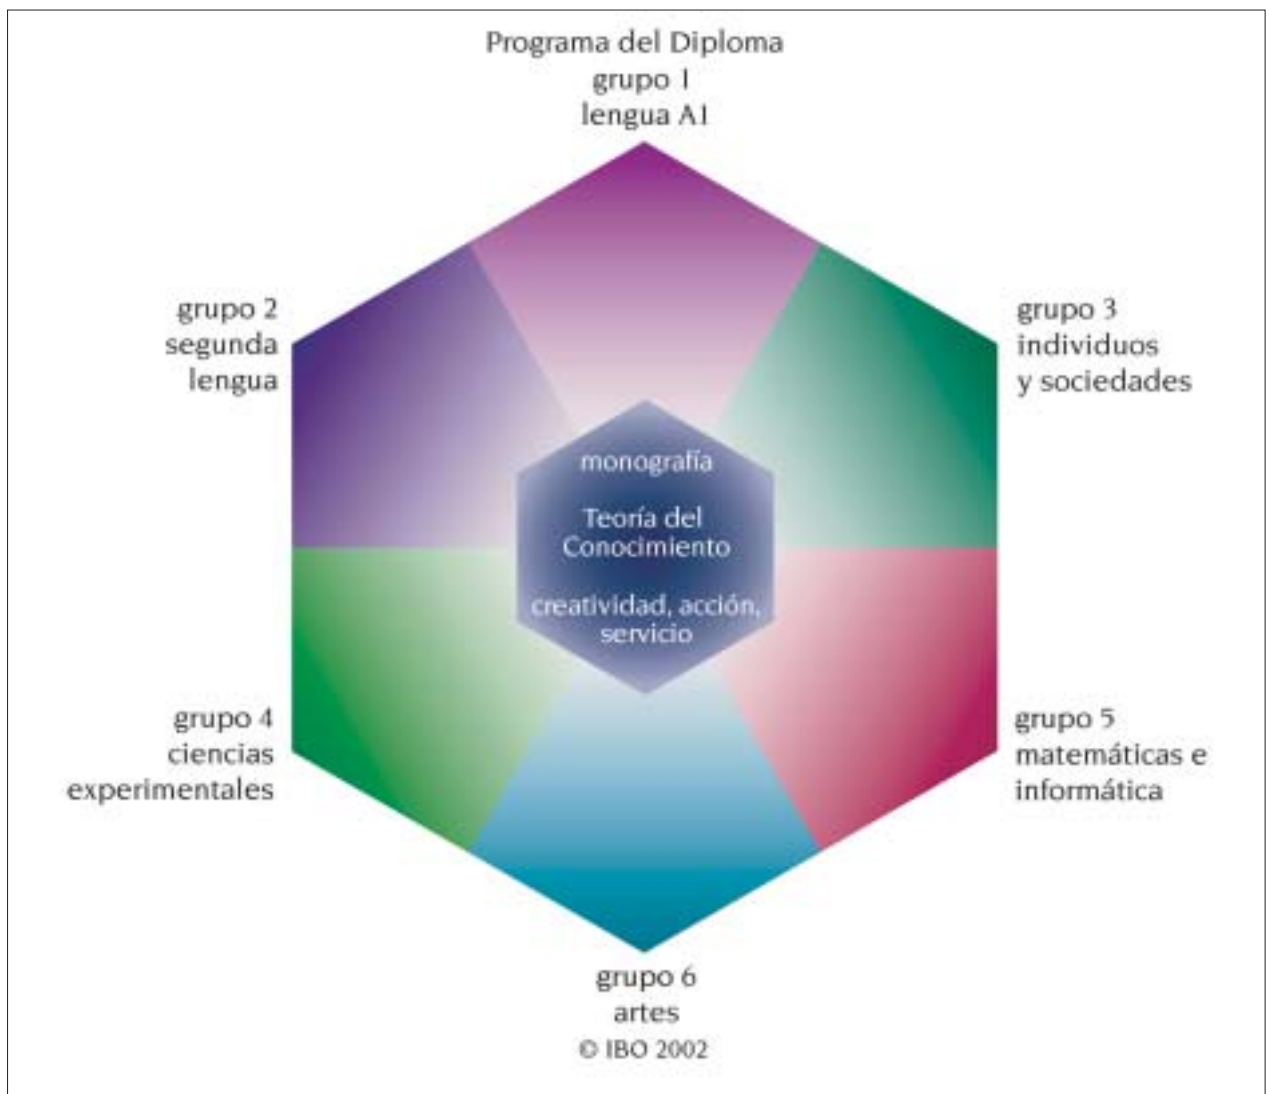 Programa del Diploma
grupo 1
lengua A1
grupo 2
segunda
lengua
grupo 3
individuos
y sociedades
monografía
Teoría del
Conocimiento
creatividad, acción,
servicio
grupo 4
ciencias
experimentales
grupo 5
matemáticas e
informática
grupo 6
artes
© IBO 2002